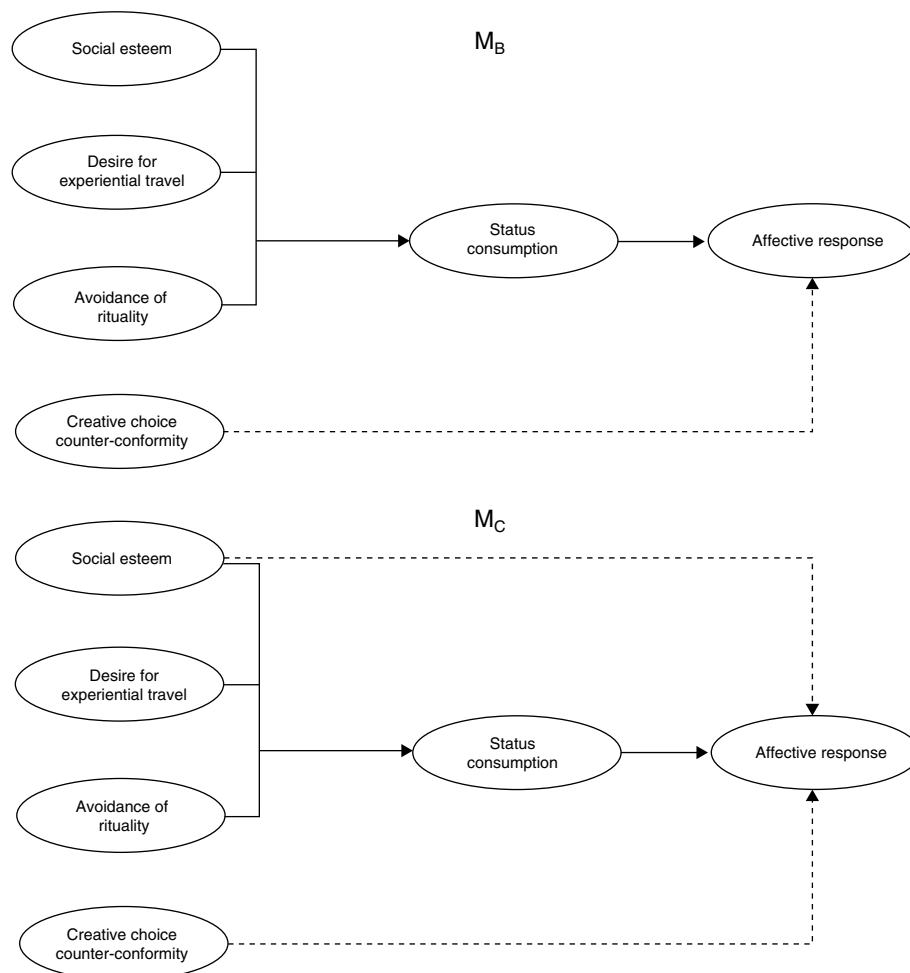 M_B
Social esteem
Desire for
experiential travel
Avoidance of
rituality
Creative choice
counter-conformity
Status
consumption
Affective response
M_C
Social esteem
Desire for
experiential travel
Avoidance of
rituality
Creative choice
counter-conformity
Status
consumption
Affective response